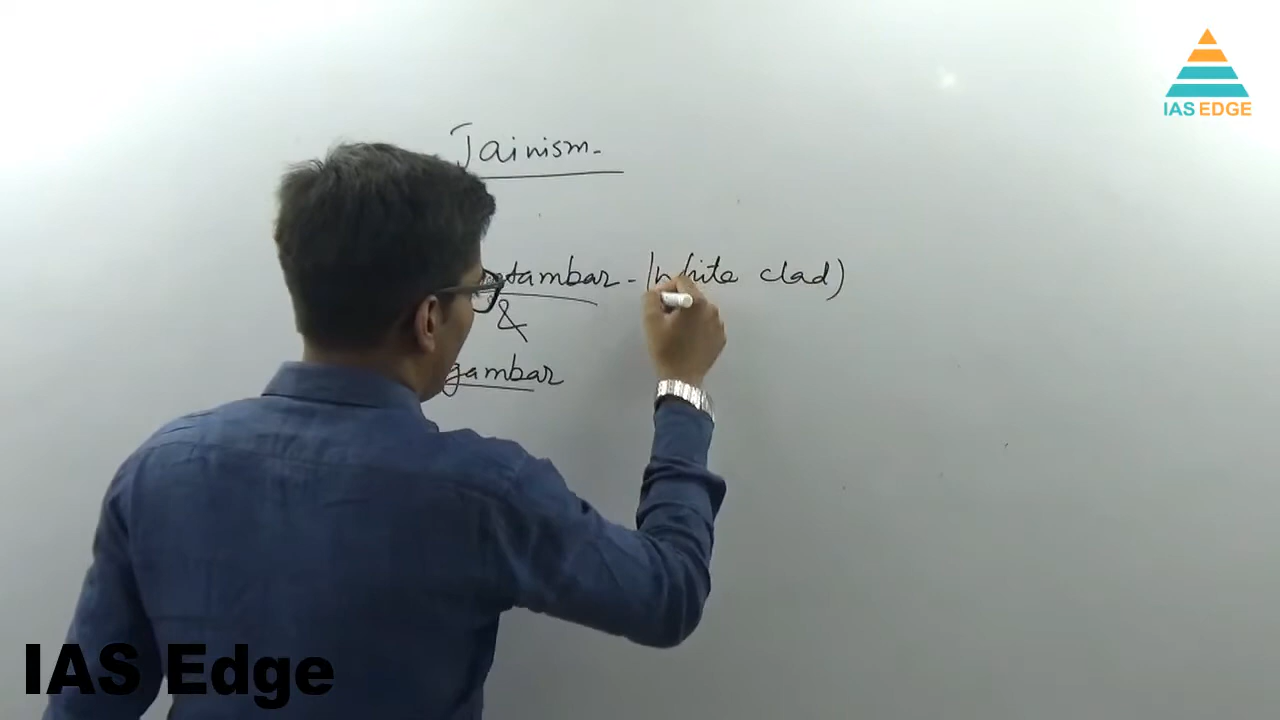 IAS EDGE
Jainism-
tambar - (White clad)
&
gambar
IAS Edge